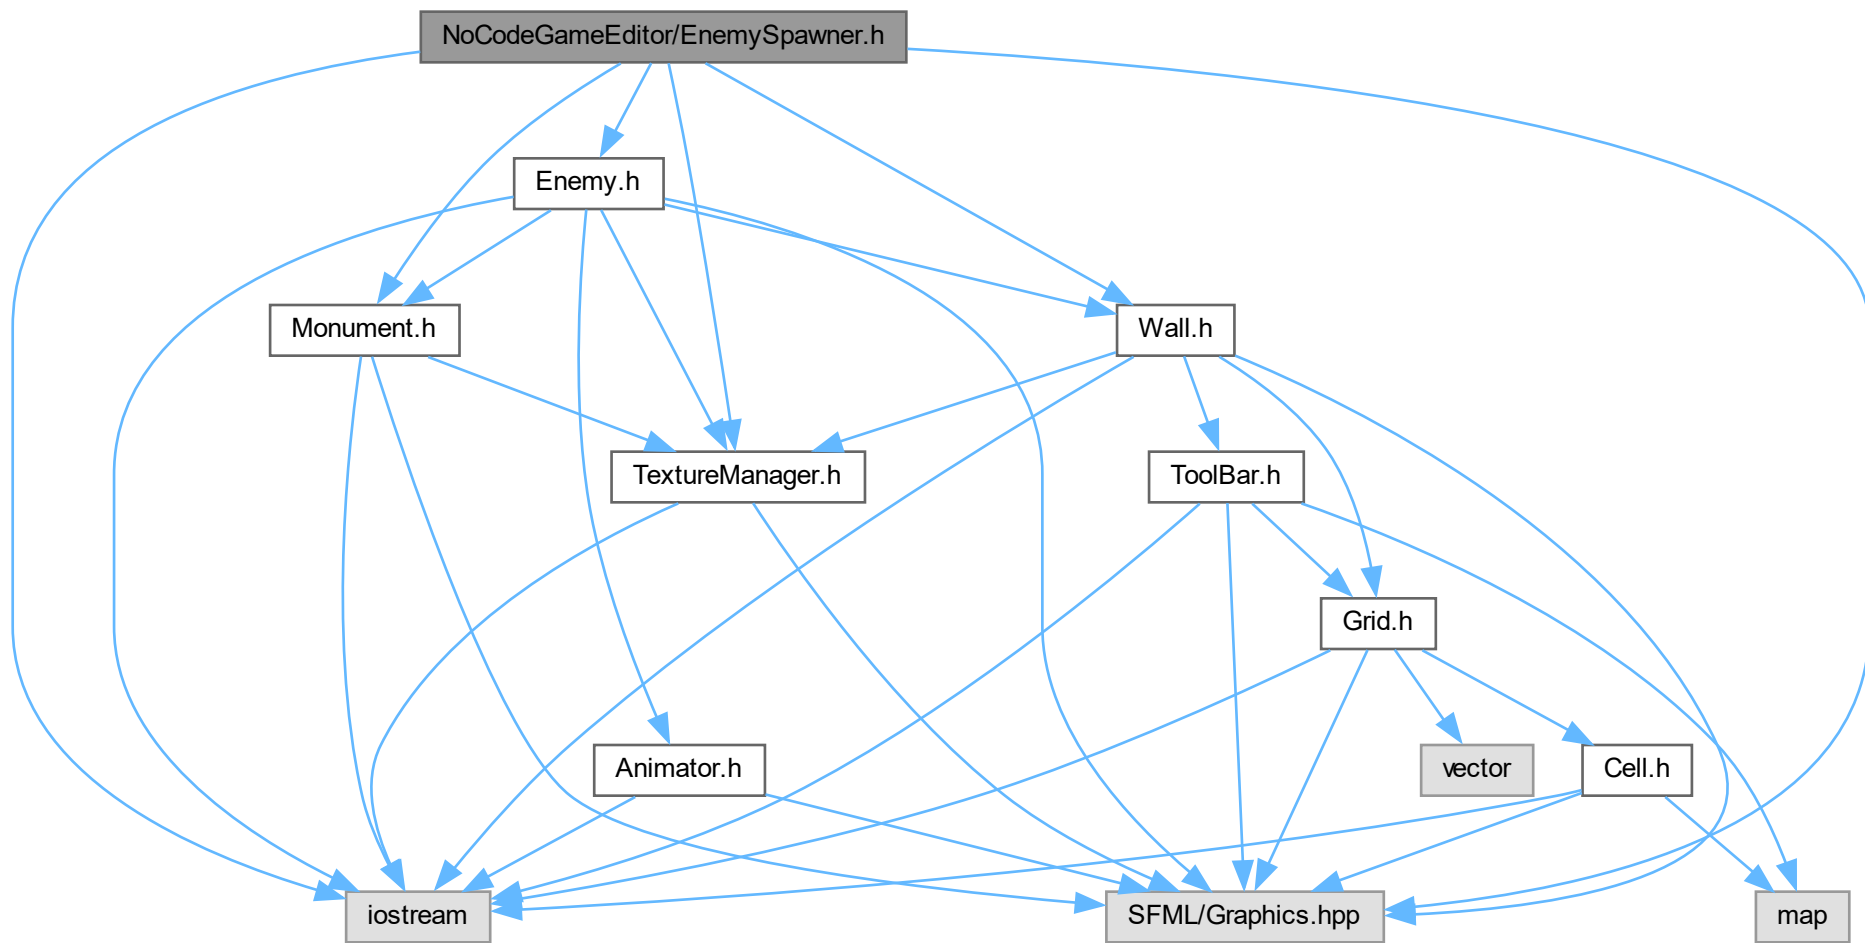 NoCodeGameEditor/EnemySpawner.h
Enemy.h
Monument.h
Wall.h
TextureManager.h
ToolBar.h
Grid.h
Animator.h
vector
Cell.h
iostream
SFML/Graphics.hpp
map